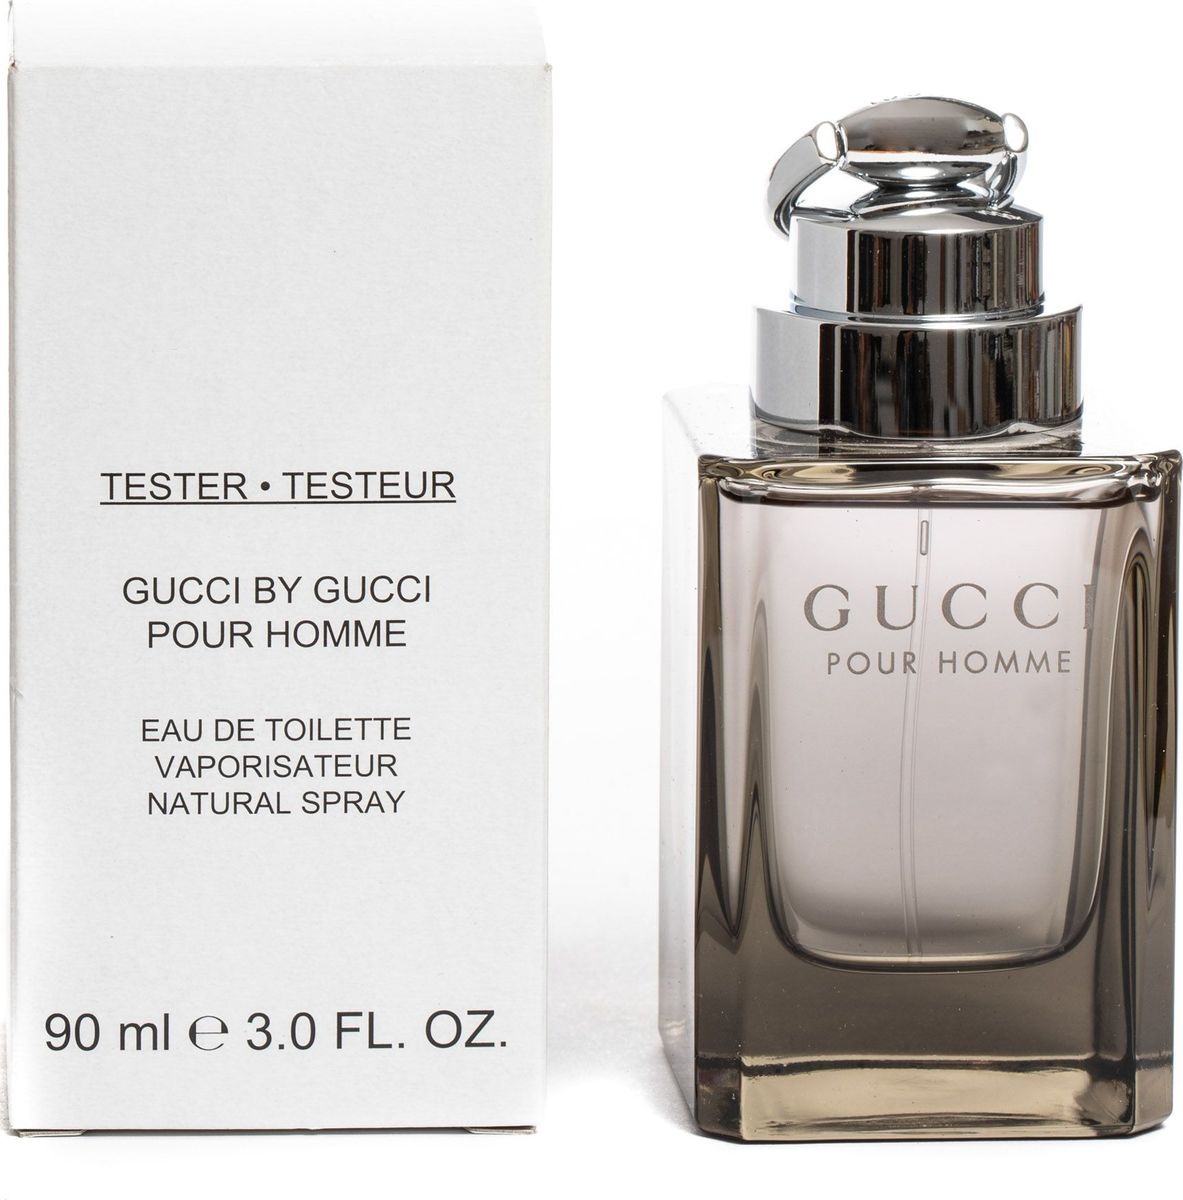 TESTER • TESTEUR
GUCCI BY GUCCI
POUR HOMME
EAU DE TOILETTE
VAPORISATEUR
NATURAL SPRAY
90 ml ℮ 3.0 FL. OZ.
GUCCI
POUR HOMME